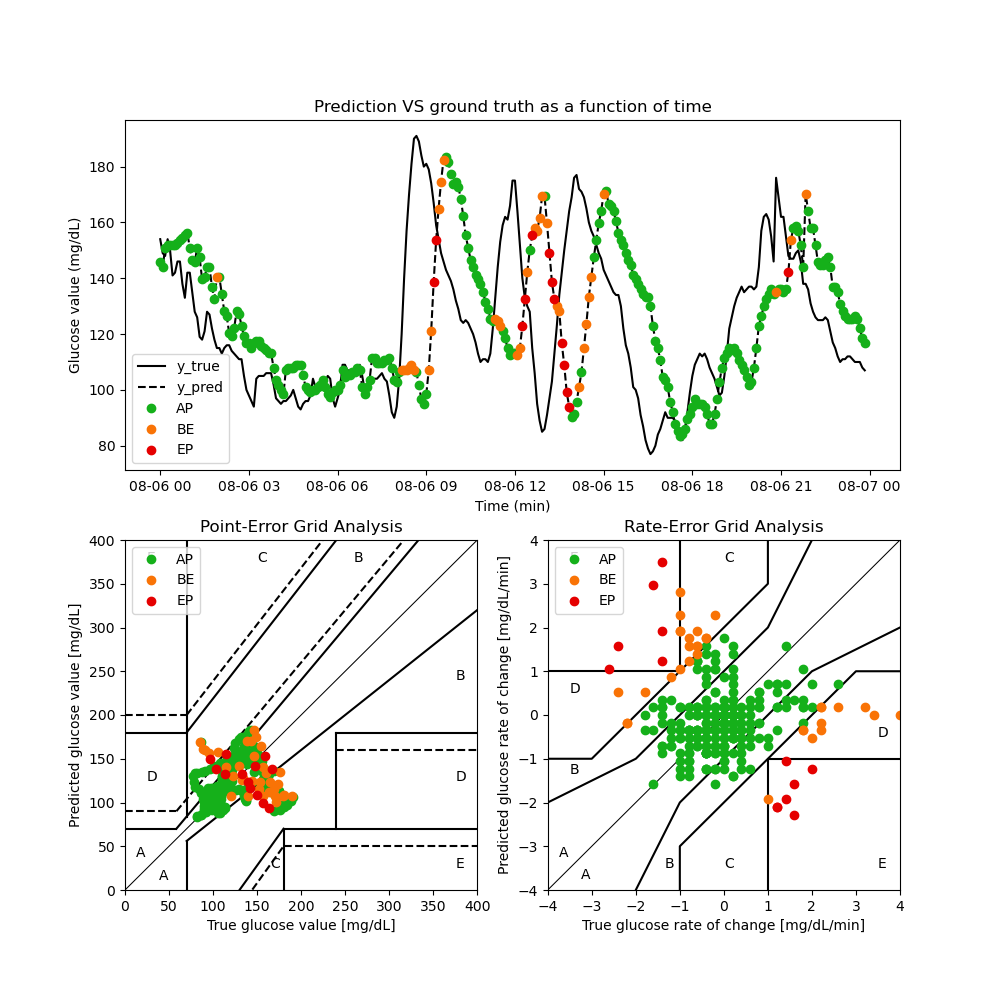 Prediction VS ground truth as a function of time
Glucose value (mg/dL)
180
160
140
120
100
80
y_true
y_pred
AP
BE
EP
08-06 00 08-06 03 08-06 06 08-06 09 08-06 12 08-06 15 08-06 18 08-06 21 08-07 00
Time (min)
Point-Error Grid Analysis
Predicted glucose value [mg/dL]
400
350
300
250
200
150
100
50
0
AP
BE
EP
C
B
B
D
D
A
A
C
E
0 50 100 150 200 250 300 350 400
True glucose value [mg/dL]
Rate-Error Grid Analysis
Predicted glucose rate of change [mg/dL/min]
4
3
2
1
0
−1
−2
−3
−4
AP
BE
EP
C
D
D
B
A
A
B
C
E
−4 −3 −2 −1 0 1 2 3 4
True glucose rate of change [mg/dL/min]